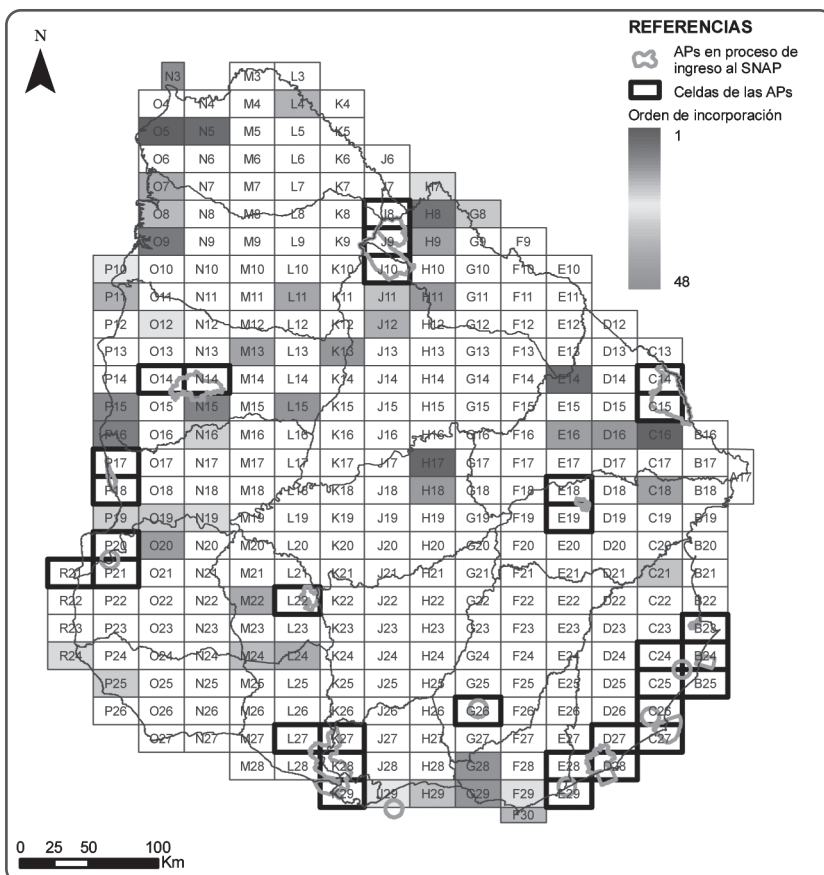 REFERENCIAS
APs en proceso de
ingreso al SNAP
Celdas de las APs
Orden de incorporación
1
48
N
N3 M3 L3
O4 N4 M4 L4 K4
O5 N5 M5 L5 K5
O6 N6 M6 L6 K6 J6
O7 N7 M7 L7 K7 J7 H7
O8 N8 M8 L8 K8 J8 H8 G8
O9 N9 M9 L9 K9 J9 H9 G9 F9
P10 O10 N10 M10 L10 K10 J10 H10 G10 F10 E10
P11 O11 N11 M11 L11 K11 J11 H11 G11 F11 E11
P12 O12 N12 M12 L12 K12 J12 H12 G12 F12 E12 D12
P13 O13 N13 M13 L13 K13 J13 H13 G13 F13 E13 D13 C13
P14 O14 N14 M14 L14 K14 J14 H14 G14 F14 E14 D14 C14
P15 O15 N15 M15 L15 K15 J15 H15 G15 F15 E15 D15 C15
P16 O16 N16 M16 L16 K16 J16 H16 G16 F16 E16 D16 C16 B16
P17 O17 N17 M17 L17 K17 J17 H17 G17 F17 E17 D17 C17 B17 A17
P18 O18 N18 M18 L18 K18 J18 H18 G18 F18 E18 D18 C18 B18
P19 O19 N19 M19 L19 K19 J19 H19 G19 F19 E19 D19 C19 B19
P20 O20 N20 M20 L20 K20 J20 H20 G20 F20 E20 D20 C20 B20
R21 P21 O21 N21 M21 L21 K21 J21 H21 G21 F21 E21 D21 C21 B21
R22 P22 O22 N22 M22 L22 K22 J22 H22 G22 F22 E22 D22 C22 B22
R23 P23 O23 N23 M23 L23 K23 J23 H23 G23 F23 E23 D23 C23 B23
R24 P24 O24 N24 M24 L24 K24 J24 H24 G24 F24 E24 D24 C24 B24
P25 O25 N25 M25 L25 K25 J25 H25 G25 F25 E25 D25 C25 B25
P26 O26 N26 M26 L26 K26 J26 H26 G26 F26 E26 D26 C26
O27 N27 M27 L27 K27 J27 H27 G27 F27 E27 D27 C27
M28 L28 K28 J28 H28 G28 F28 E28 D28
K29 J29 H29 G29 F29 E29
F30
0 25 50 100
Km